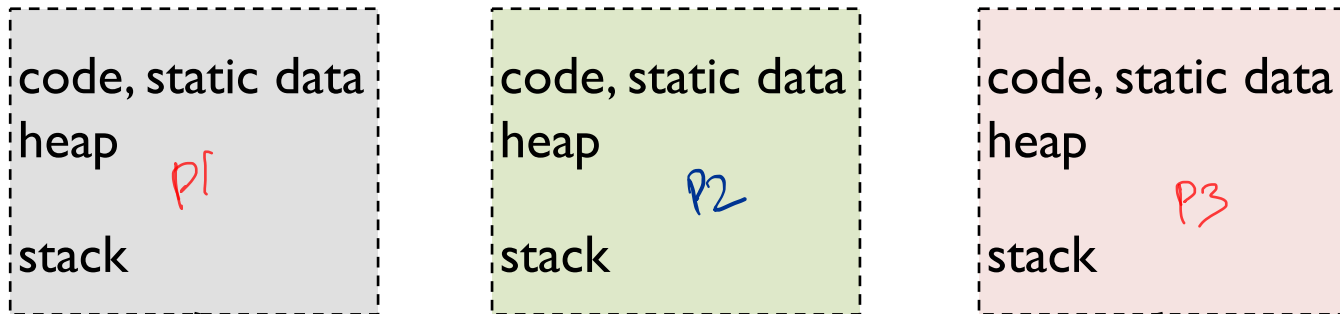 code, static data
heap
P1
stack
code, static data
heap
P2
stack
code, static data
heap
P3
stack